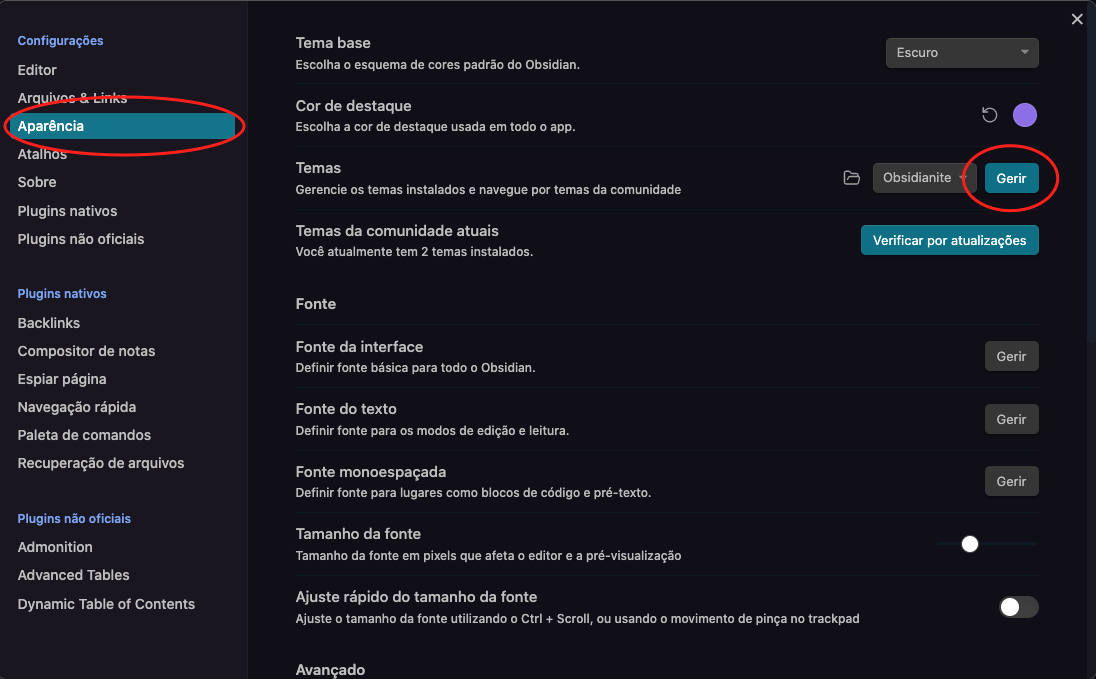 Configurações
Editor
Arquivos & Links
Aparência
Atalhos
Sobre
Plugins nativos
Plugins não oficiais
Plugins nativos
Backlinks
Compositor de notas
Espiar página
Navegação rápida
Paleta de comandos
Recuperação de arquivos
Plugins não oficiais
Admonition
Advanced Tables
Dynamic Table of Contents
Tema base
Escolha o esquema de cores padrão do Obsidian.
Escuro
Cor de destaque
Escolha a cor de destaque usada em todo o app.
Temas
Gerencie os temas instalados e navegue por temas da comunidade
Obsidianite
Gerir
Temas da comunidade atuais
Você atualmente tem 2 temas instalados.
Verificar por atualizações
Fonte
Fonte da interface
Definir fonte básica para todo o Obsidian.
Gerir
Fonte do texto
Definir fonte para os modos de edição e leitura.
Gerir
Fonte monoespaçada
Definir fonte para lugares como blocos de código e pré-texto.
Gerir
Tamanho da fonte
Tamanho da fonte em pixels que afeta o editor e a pré-visualização
Ajuste rápido do tamanho da fonte
Ajuste o tamanho da fonte utilizando o Ctrl + Scroll, ou usando o movimento de pinça no trackpad
Avançado